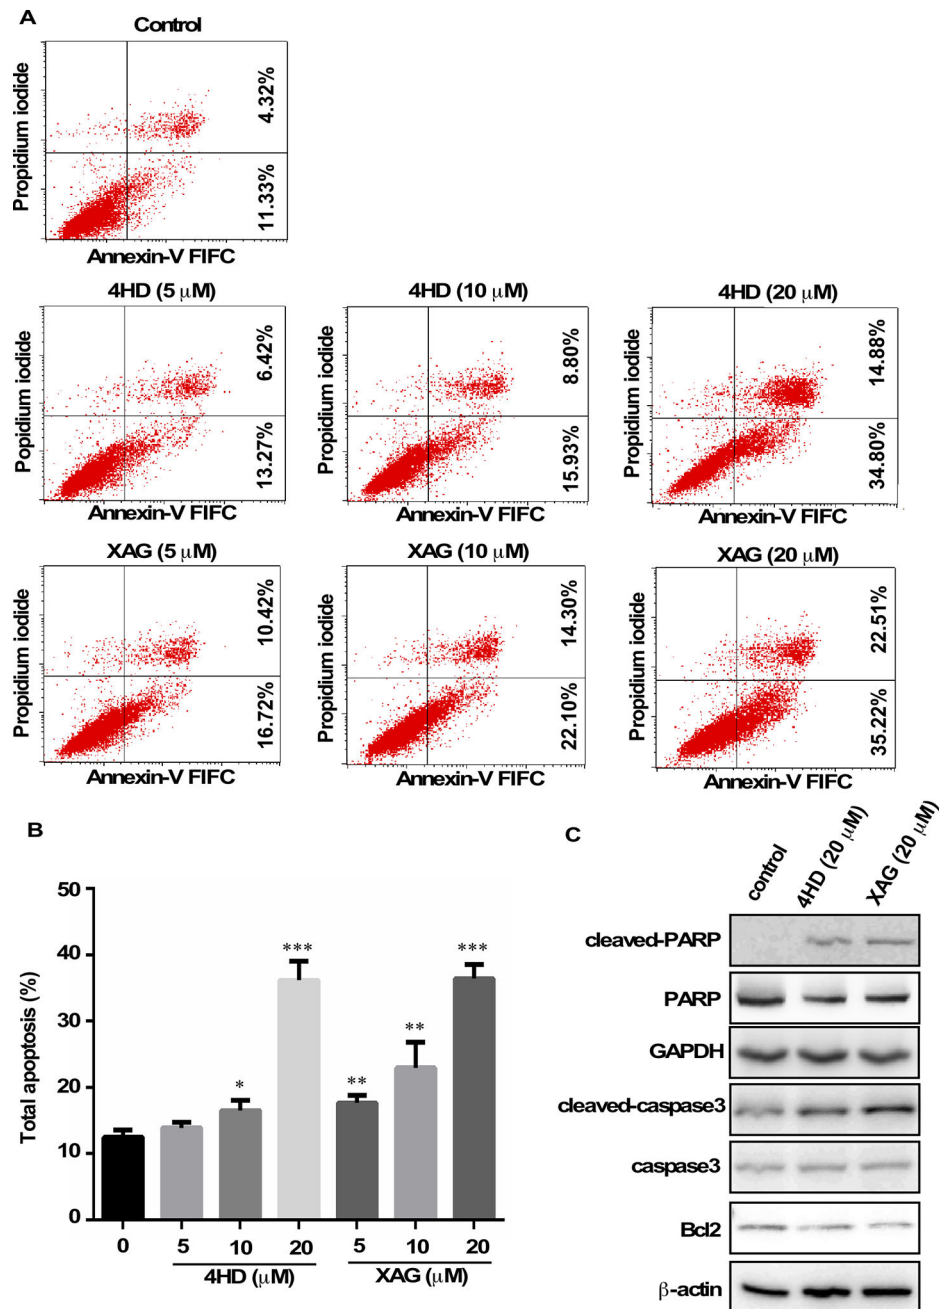 A
Control
Propidium iodide
4.32%
11.33%
Annexin-V FIFC
4HD (5 μM)
4HD (10 μM)
4HD (20 μM)
Popidium iodide
6.42%
13.27%
Propidium iodide
8.80%
15.93%
Propidium iodide
14.88%
34.80%
Annexin-V FIFC
Annexin-V FIFC
Annexin-V FIFC
XAG (5 μM)
XAG (10 μM)
XAG (20 μM)
Propidium iodide
10.42%
16.72%
Propidium iodide
14.30%
22.10%
Propidium iodide
22.51%
35.22%
Annexin-V FIFC
Annexin-V FIFC
Annexin-V FIFC
B
Total apoptosis (%)
50
40
30
20
10
0
*
***
**
**
***
0 5 10 20 5 10 20
4HD (μM) XAG (μM)
C
control 4HD (20 μM) XAG (20 μM)
cleaved-PARP
PARP
GAPDH
cleaved-caspase3
caspase3
Bcl2
β-actin